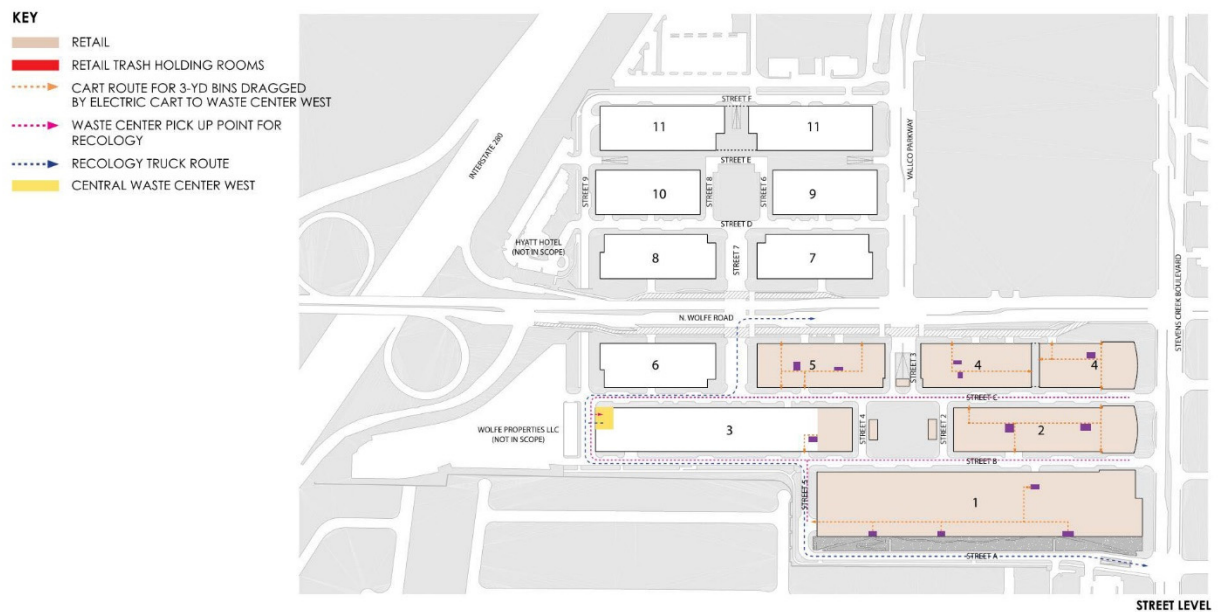 KEY
RETAIL
RETAIL TRASH HOLDING ROOMS
CART ROUTE FOR 3-YD BINS DRAGGED
BY ELECTRIC CART TO WASTE CENTER WEST
WASTE CENTER PICK UP POINT FOR
RECOLOGY
RECOLOGY TRUCK ROUTE
CENTRAL WASTE CENTER WEST
STREET F
11
11
STREET E
INTERSTATE 280
VALLCO PARKWAY
STREET 9
10
STREET 8
STREET 6
9
STREET D
HYATT HOTEL
(NOT IN SCOPE)
8
STREET 7
7
STEVENS CREEK BOULEVARD
N. WOLFE ROAD
6
5
STREET 3
4
4
STREET C
WOLFE PROPERTIES LLC
(NOT IN SCOPE)
3
STREET 4
STREET 2
2
STREET B
STREET 5
1
STREET A
STREET LEVEL